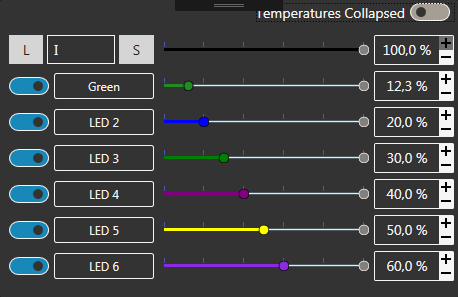 Temperatures Collapsed
L I S 100,0 % + −
Green 12,3 % + −
LED 2 20,0 % + −
LED 3 30,0 % + −
LED 4 40,0 % + −
LED 5 50,0 % + −
LED 6 60,0 % + −